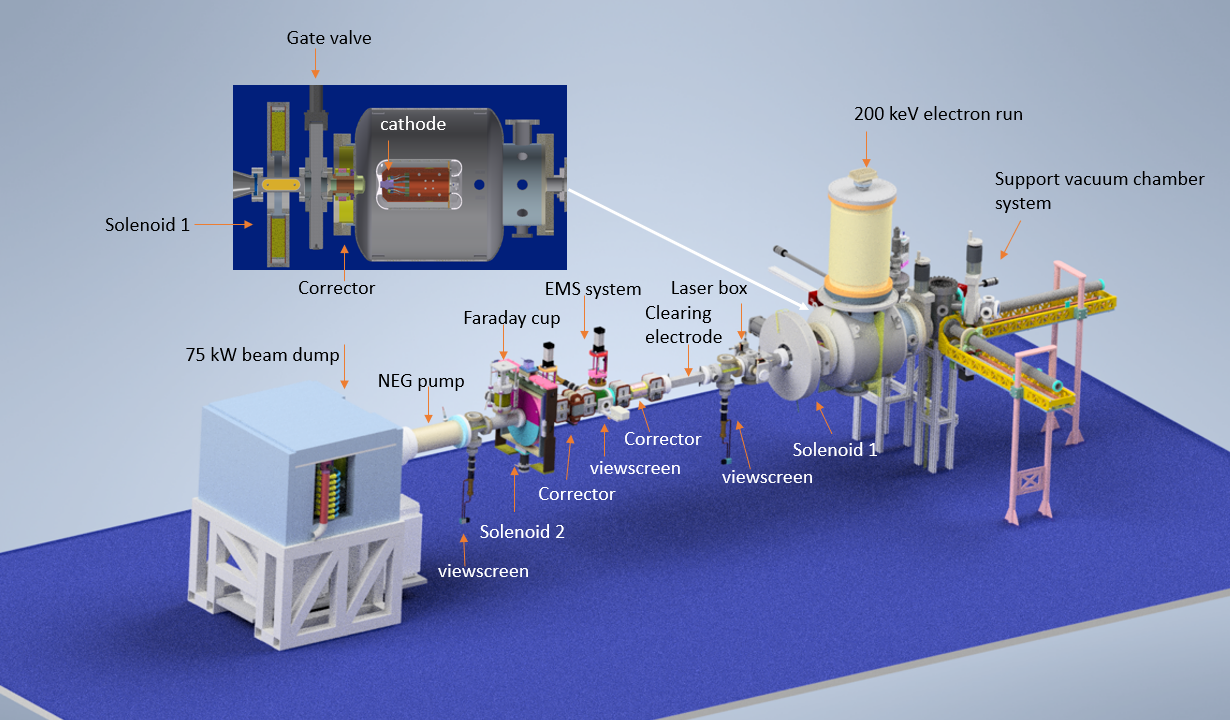 Gate valve
cathode
200 keV electron run
Support vacuum chamber
system
Solenoid 1
Corrector
EMS system
Laser box
Clearing
electrode
Faraday cup
75 kW beam dump
NEG pump
Corrector
Solenoid 1
viewscreen
viewscreen
Corrector
Solenoid 2
viewscreen